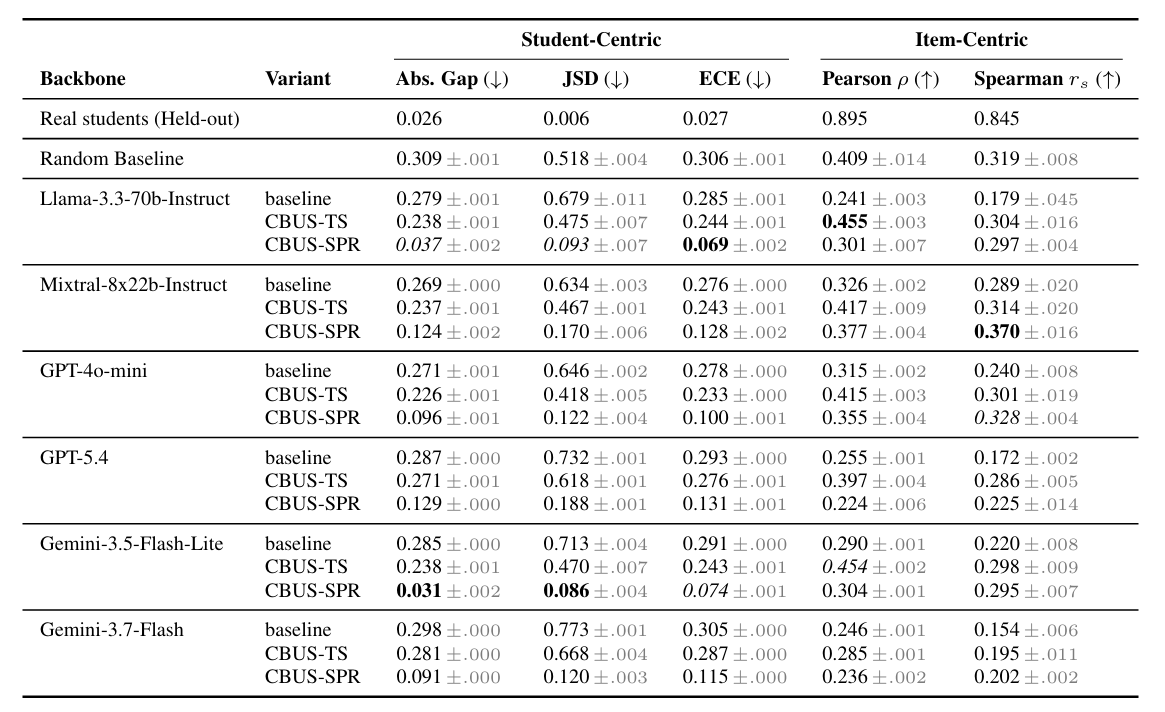 Student-Centric Item-Centric
Backbone Variant Abs. Gap (↓) JSD (↓) ECE (↓) Pearson ρ (↑) Spearman r_s (↑)
Real students (Held-out) 0.026 0.006 0.027 0.895 0.845
Random Baseline 0.309 ±.001 0.518 ±.004 0.306 ±.001 0.409 ±.014 0.319 ±.008
Llama-3.3-70b-Instruct baseline 0.279 ±.001 0.679 ±.011 0.285 ±.001 0.241 ±.003 0.179 ±.045
CBUS-TS 0.238 ±.001 0.475 ±.007 0.244 ±.001 0.455 ±.003 0.304 ±.016
CBUS-SPR 0.037 ±.002 0.093 ±.007 0.069 ±.002 0.301 ±.007 0.297 ±.004
Mixtral-8x22b-Instruct baseline 0.269 ±.000 0.634 ±.003 0.276 ±.000 0.326 ±.002 0.289 ±.020
CBUS-TS 0.237 ±.001 0.467 ±.001 0.243 ±.001 0.417 ±.009 0.314 ±.020
CBUS-SPR 0.124 ±.002 0.170 ±.006 0.128 ±.002 0.377 ±.004 0.370 ±.016
GPT-4o-mini baseline 0.271 ±.001 0.646 ±.002 0.278 ±.000 0.315 ±.002 0.240 ±.008
CBUS-TS 0.226 ±.001 0.418 ±.005 0.233 ±.000 0.415 ±.003 0.301 ±.019
CBUS-SPR 0.096 ±.001 0.122 ±.004 0.100 ±.001 0.355 ±.004 0.328 ±.004
GPT-5.4 baseline 0.287 ±.000 0.732 ±.001 0.293 ±.000 0.255 ±.001 0.172 ±.002
CBUS-TS 0.271 ±.001 0.618 ±.001 0.276 ±.001 0.397 ±.004 0.286 ±.005
CBUS-SPR 0.129 ±.000 0.188 ±.001 0.131 ±.001 0.224 ±.006 0.225 ±.014
Gemini-3.5-Flash-Lite baseline 0.285 ±.000 0.713 ±.004 0.291 ±.000 0.290 ±.001 0.220 ±.008
CBUS-TS 0.238 ±.001 0.470 ±.007 0.243 ±.001 0.454 ±.002 0.298 ±.009
CBUS-SPR 0.031 ±.002 0.086 ±.004 0.074 ±.001 0.304 ±.001 0.295 ±.007
Gemini-3.7-Flash baseline 0.298 ±.000 0.773 ±.001 0.305 ±.000 0.246 ±.001 0.154 ±.006
CBUS-TS 0.281 ±.000 0.668 ±.004 0.287 ±.000 0.285 ±.001 0.195 ±.011
CBUS-SPR 0.091 ±.000 0.120 ±.003 0.115 ±.000 0.236 ±.002 0.202 ±.002